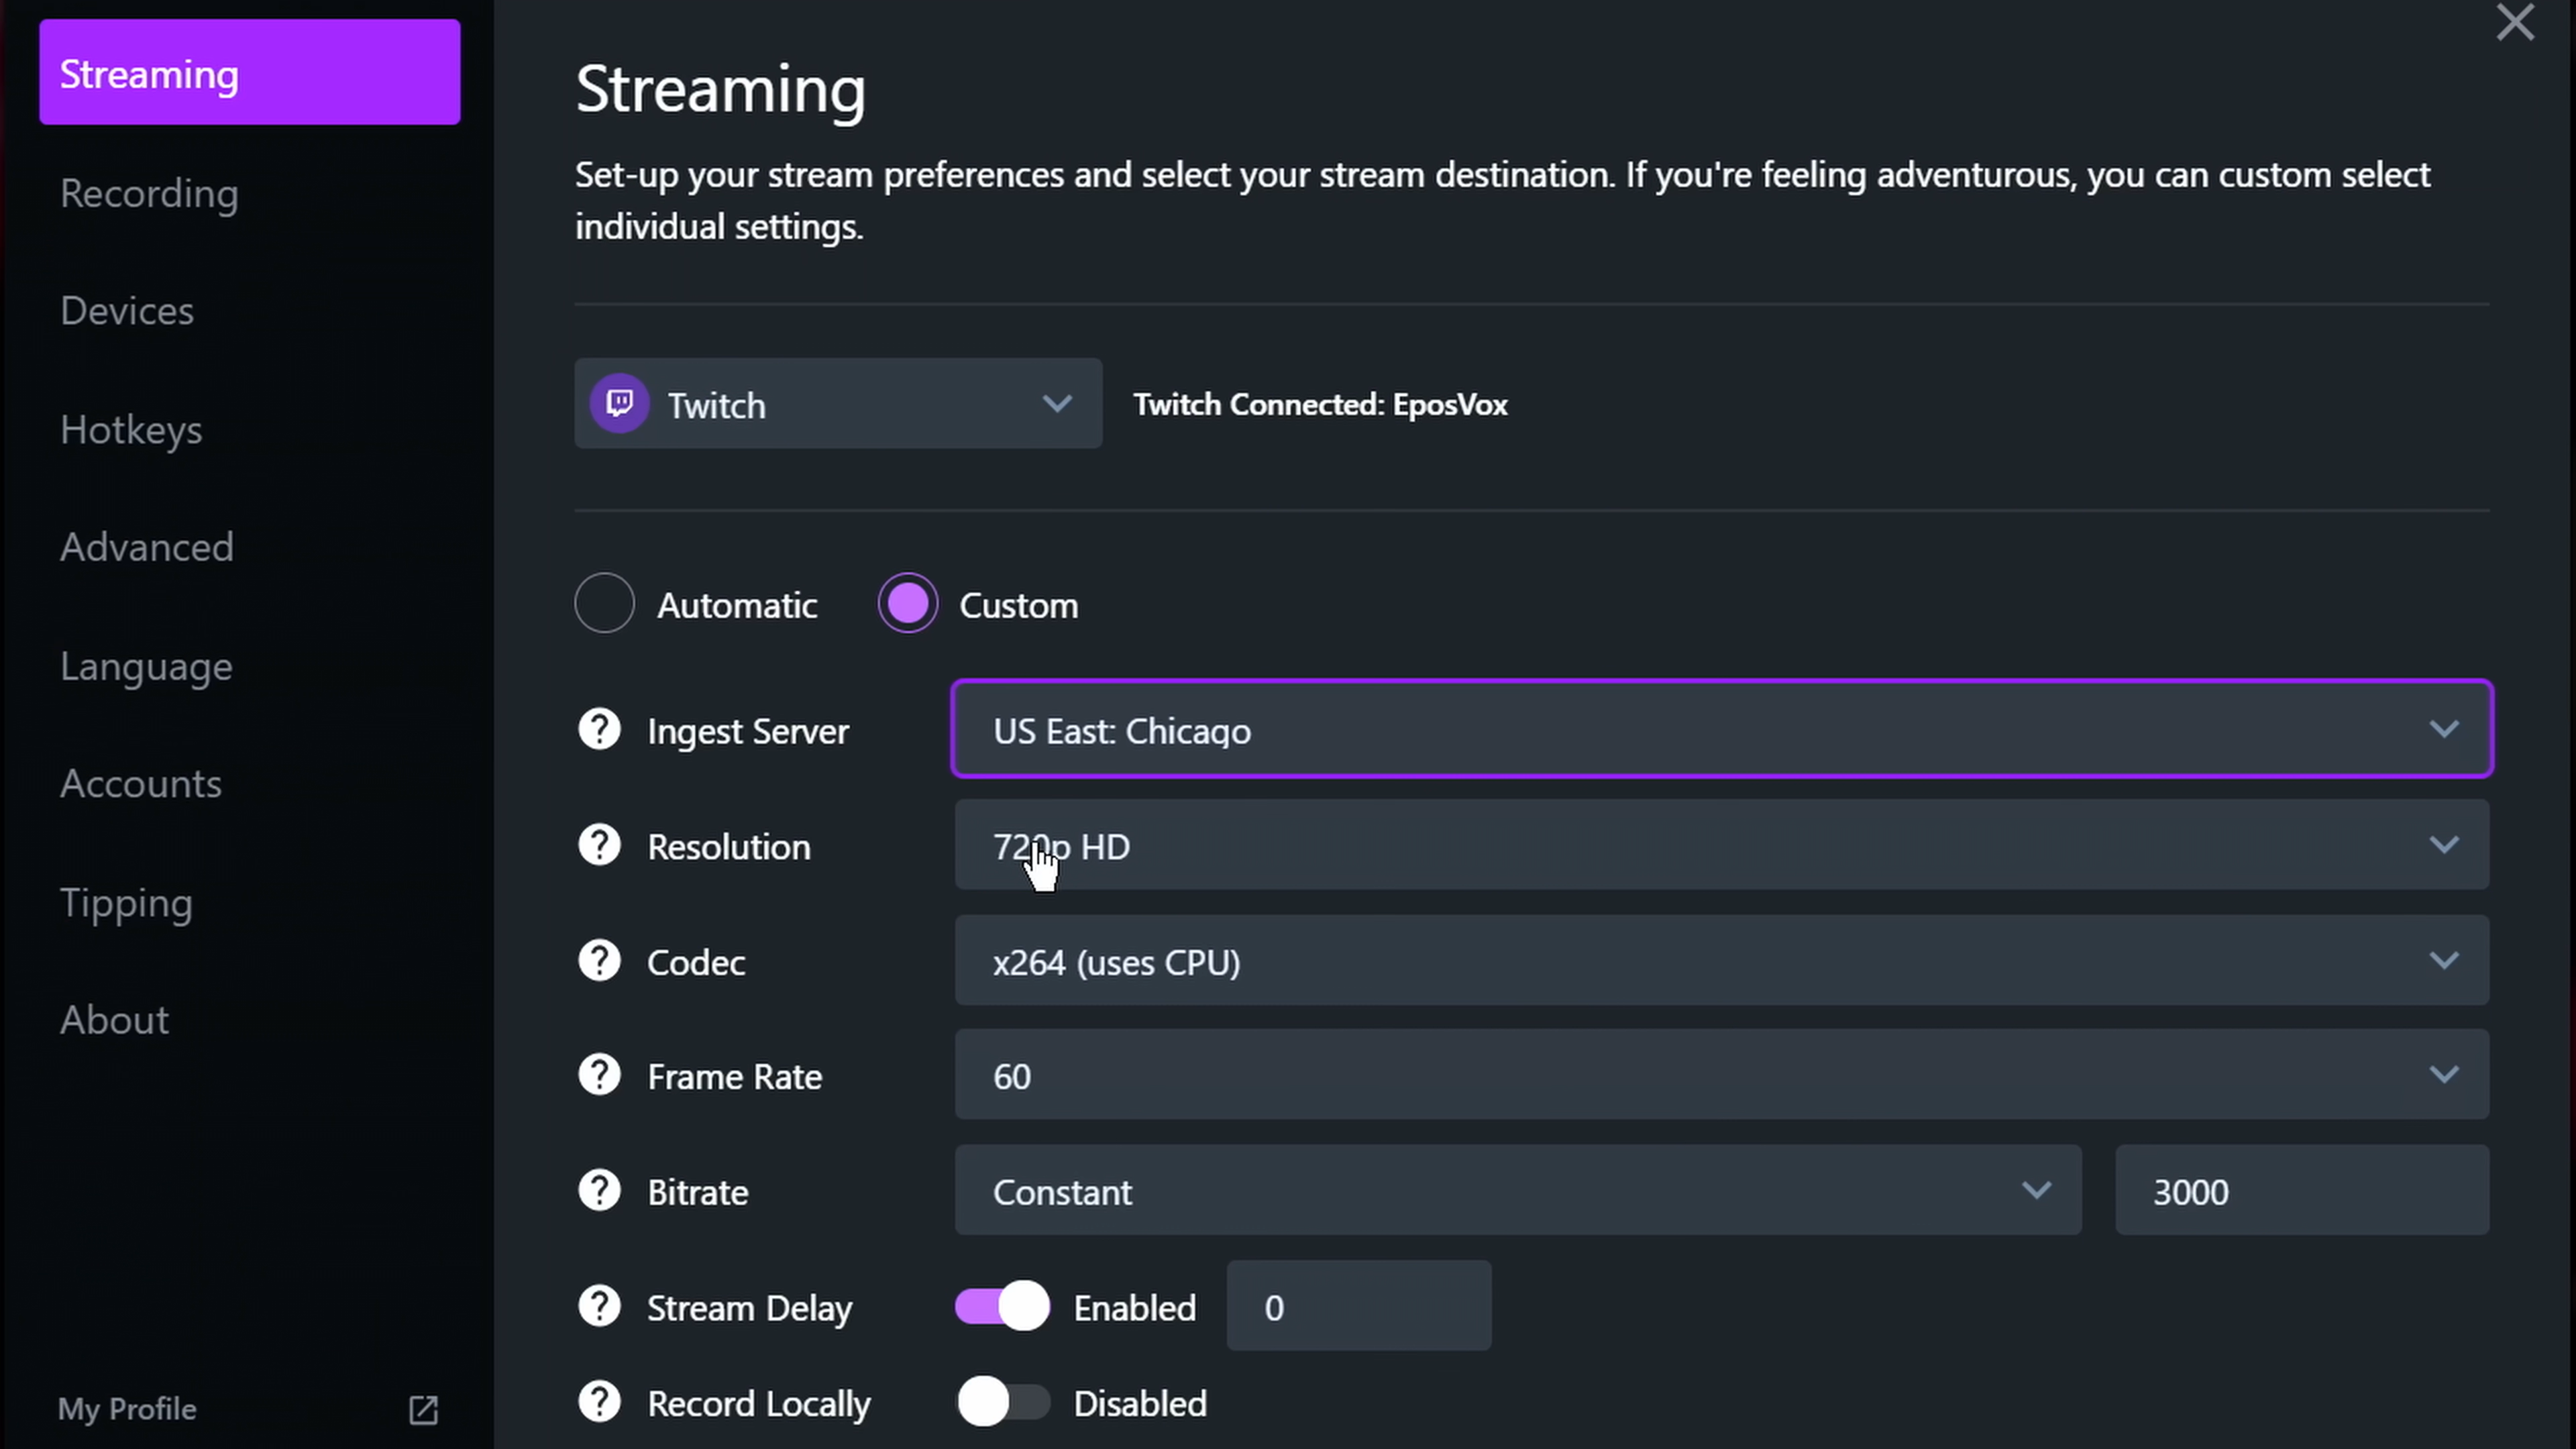 Streaming
Recording
Devices
Hotkeys
Advanced
Language
Accounts
Tipping
About
My Profile
Streaming
Set-up your stream preferences and select your stream destination. If you're feeling adventurous, you can custom select
individual settings.
Twitch
Twitch Connected: EposVox
Automatic
Custom
Ingest Server
US East: Chicago
Resolution
720p HD
Codec
x264 (uses CPU)
Frame Rate
60
Bitrate
Constant
3000
Stream Delay
Enabled
0
Record Locally
Disabled